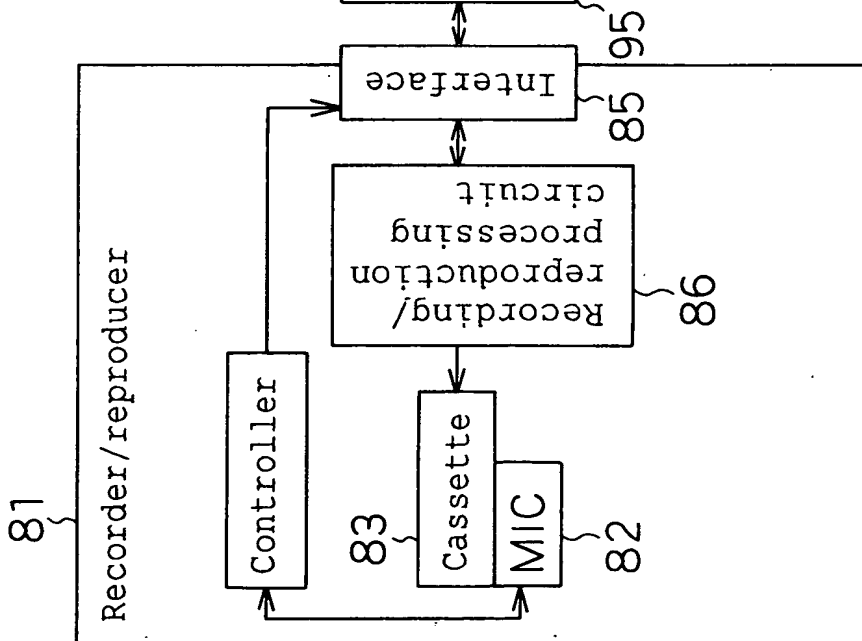 81
Recorder/reproducer
Controller
83
Cassette
MIC
82
Recording/
reproduction
processing
circuit
86
Interface
85
95